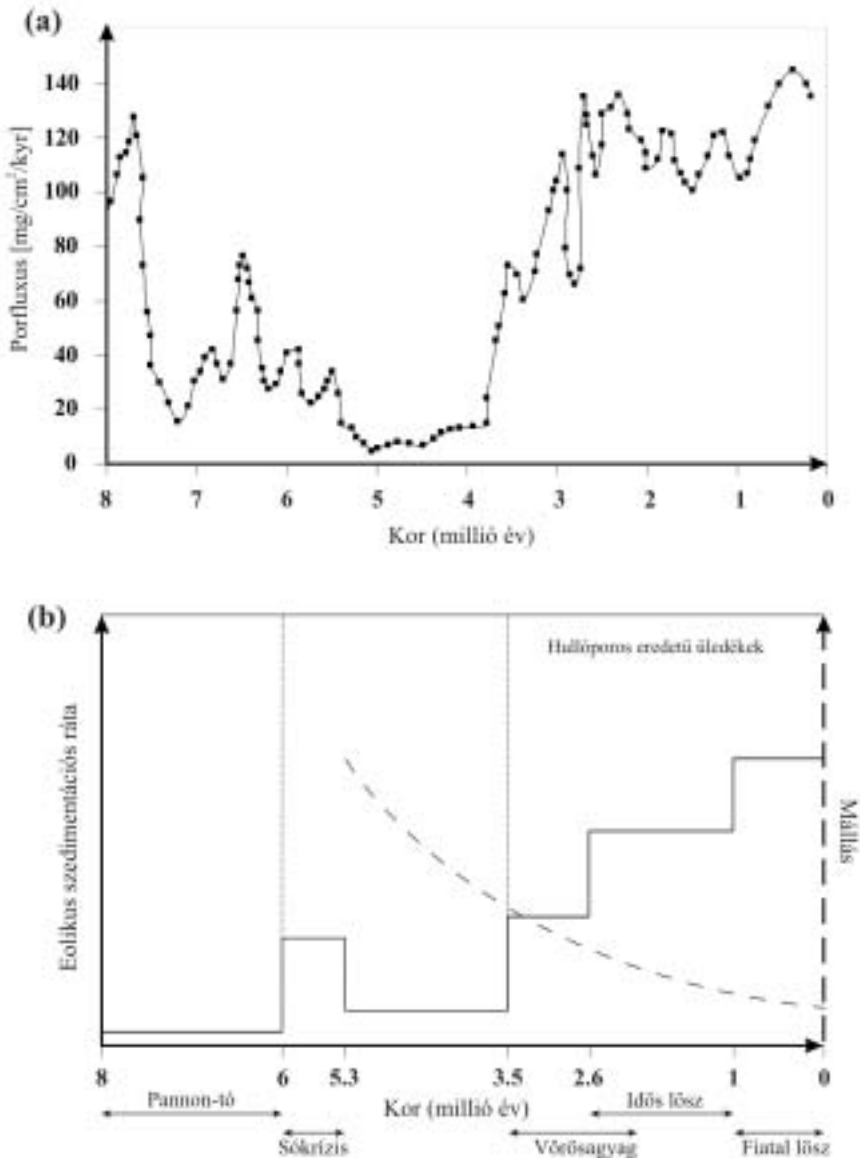 (a)
Porfluxus [mg/cm²/kyr]
140
120
100
80
60
40
20
0
8 7 6 5 4 3 2 1 0
Kor (millió év)
(b)
Hullóporos eredetű üledékek
Eolikus szedimentációs ráta
Mállás
8 6 5.3 3.5 2.6 1 0
Pannon-tó Kor (millió év) Idős lösz
Sókrízis Vörösagyag Fiatal lösz